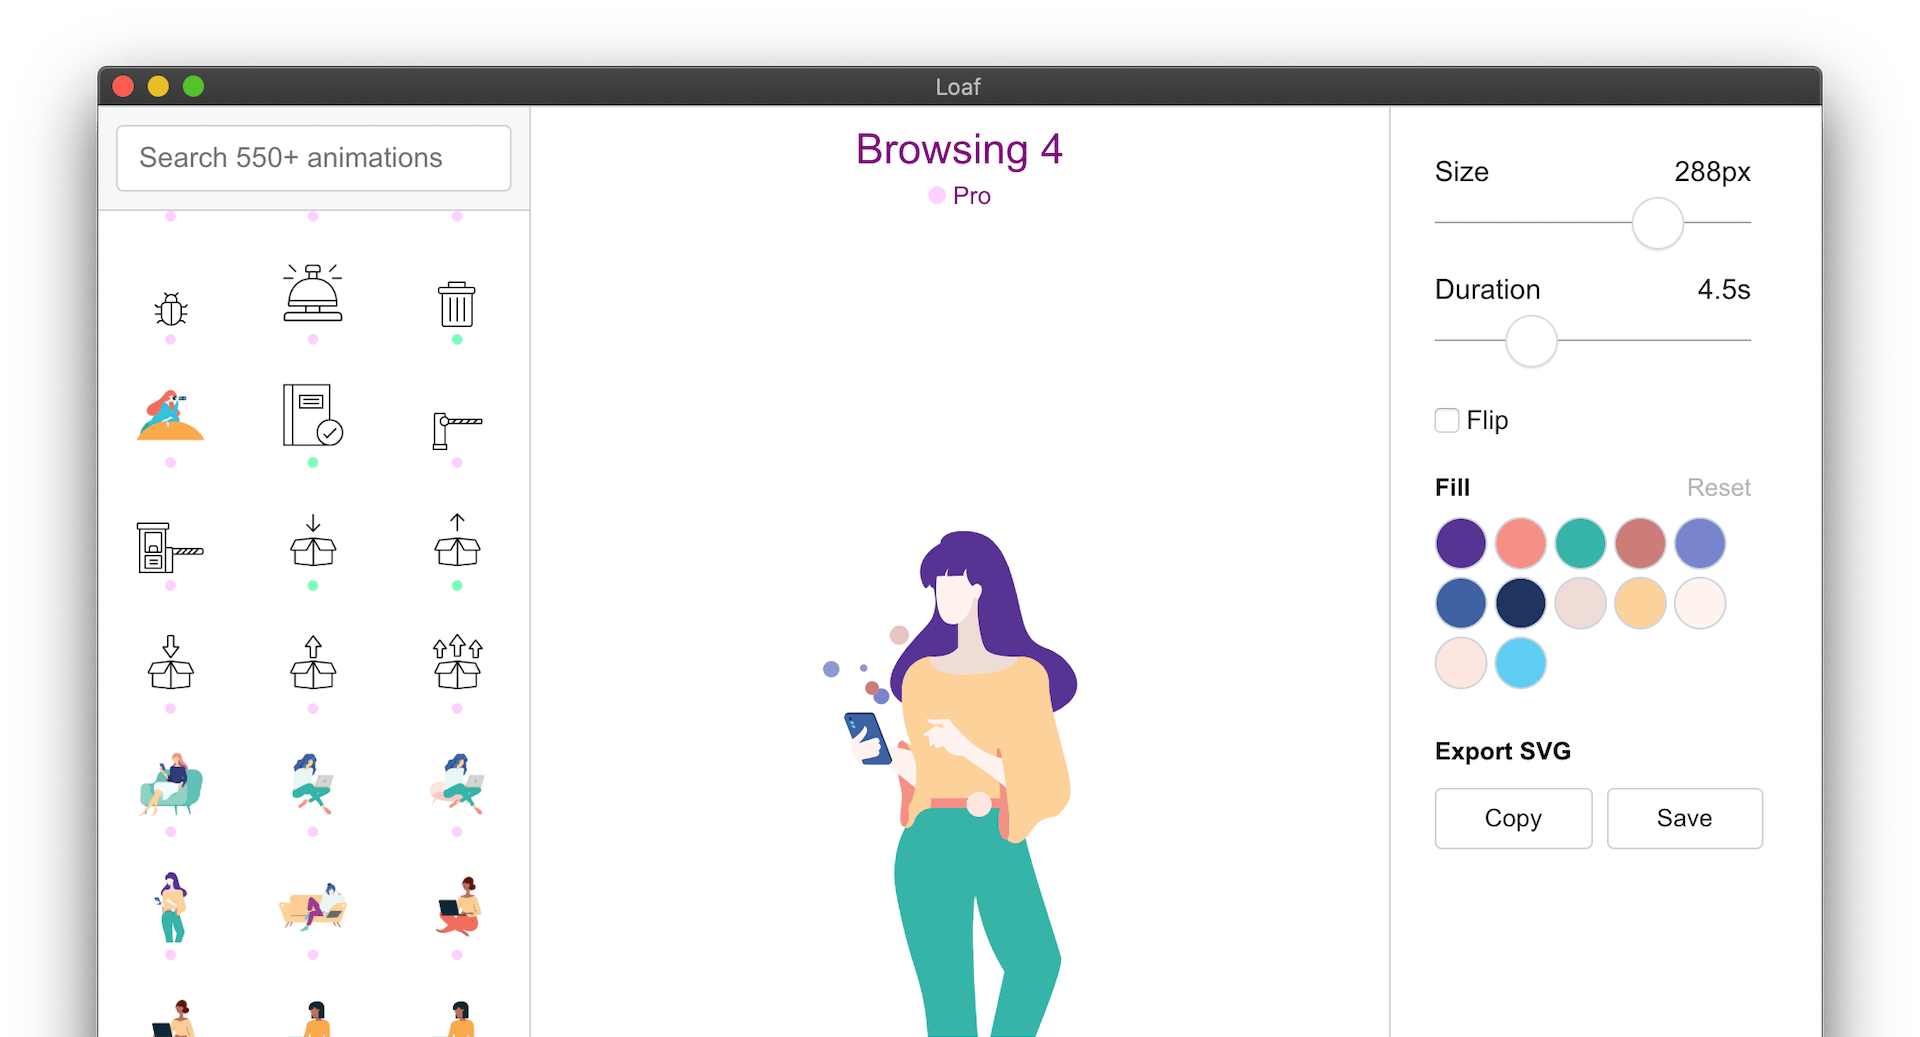 Loaf
Search 550+ animations
Browsing 4
Pro
Size 288px
Duration 4.5s
Flip
Fill Reset
Export SVG
Copy Save